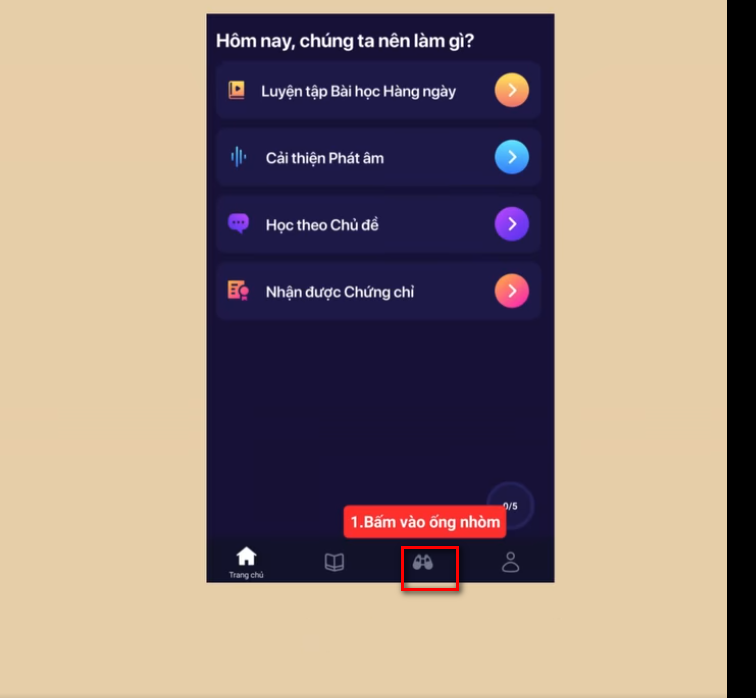 Hôm nay, chúng ta nên làm gì?
Luyện tập Bài học Hàng ngày
Cải thiện Phát âm
Học theo Chủ đề
Nhận được Chứng chỉ
0/5
1.Bấm vào ống nhòm
Trang chủ